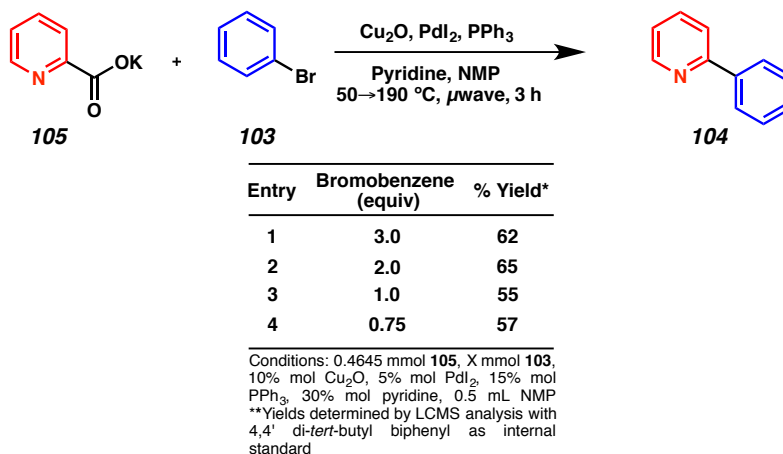 N
OK
O
105
+
Br
103
Cu2O, PdI2, PPh3
Pyridine, NMP
50→190 ºC, μwave, 3 h
N
104
Entry Bromobenzene (equiv) % Yield*
1 3.0 62
2 2.0 65
3 1.0 55
4 0.75 57
Conditions: 0.4645 mmol 105, X mmol 103,
10% mol Cu2O, 5% mol PdI2, 15% mol
PPh3, 30% mol pyridine, 0.5 mL NMP
**Yields determined by LCMS analysis with
4,4' di-tert-butyl biphenyl as internal
standard